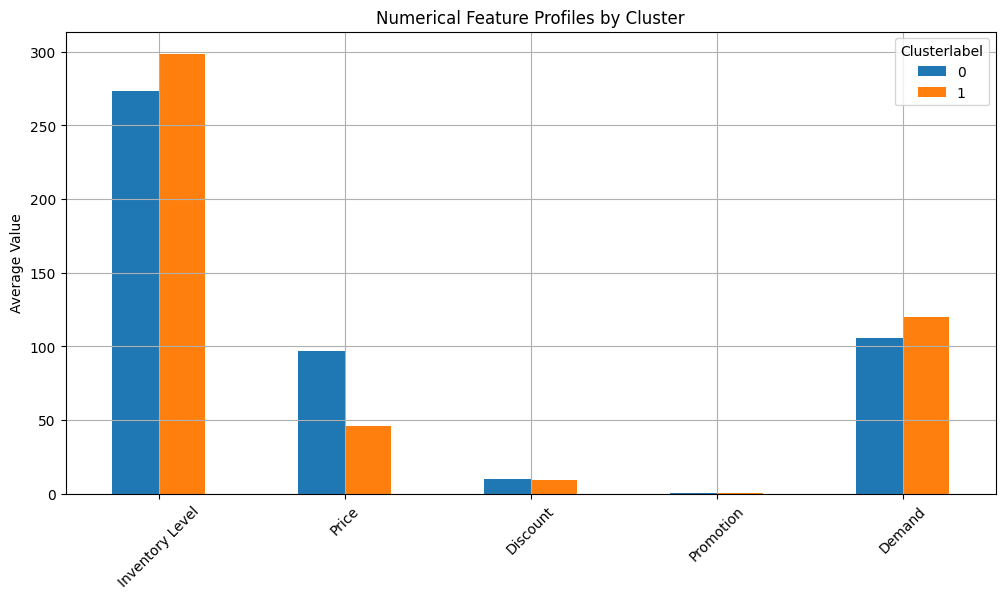 Numerical Feature Profiles by Cluster
Clusterlabel
0
1
Average Value
300
250
200
150
100
50
0
Inventory Level
Price
Discount
Promotion
Demand